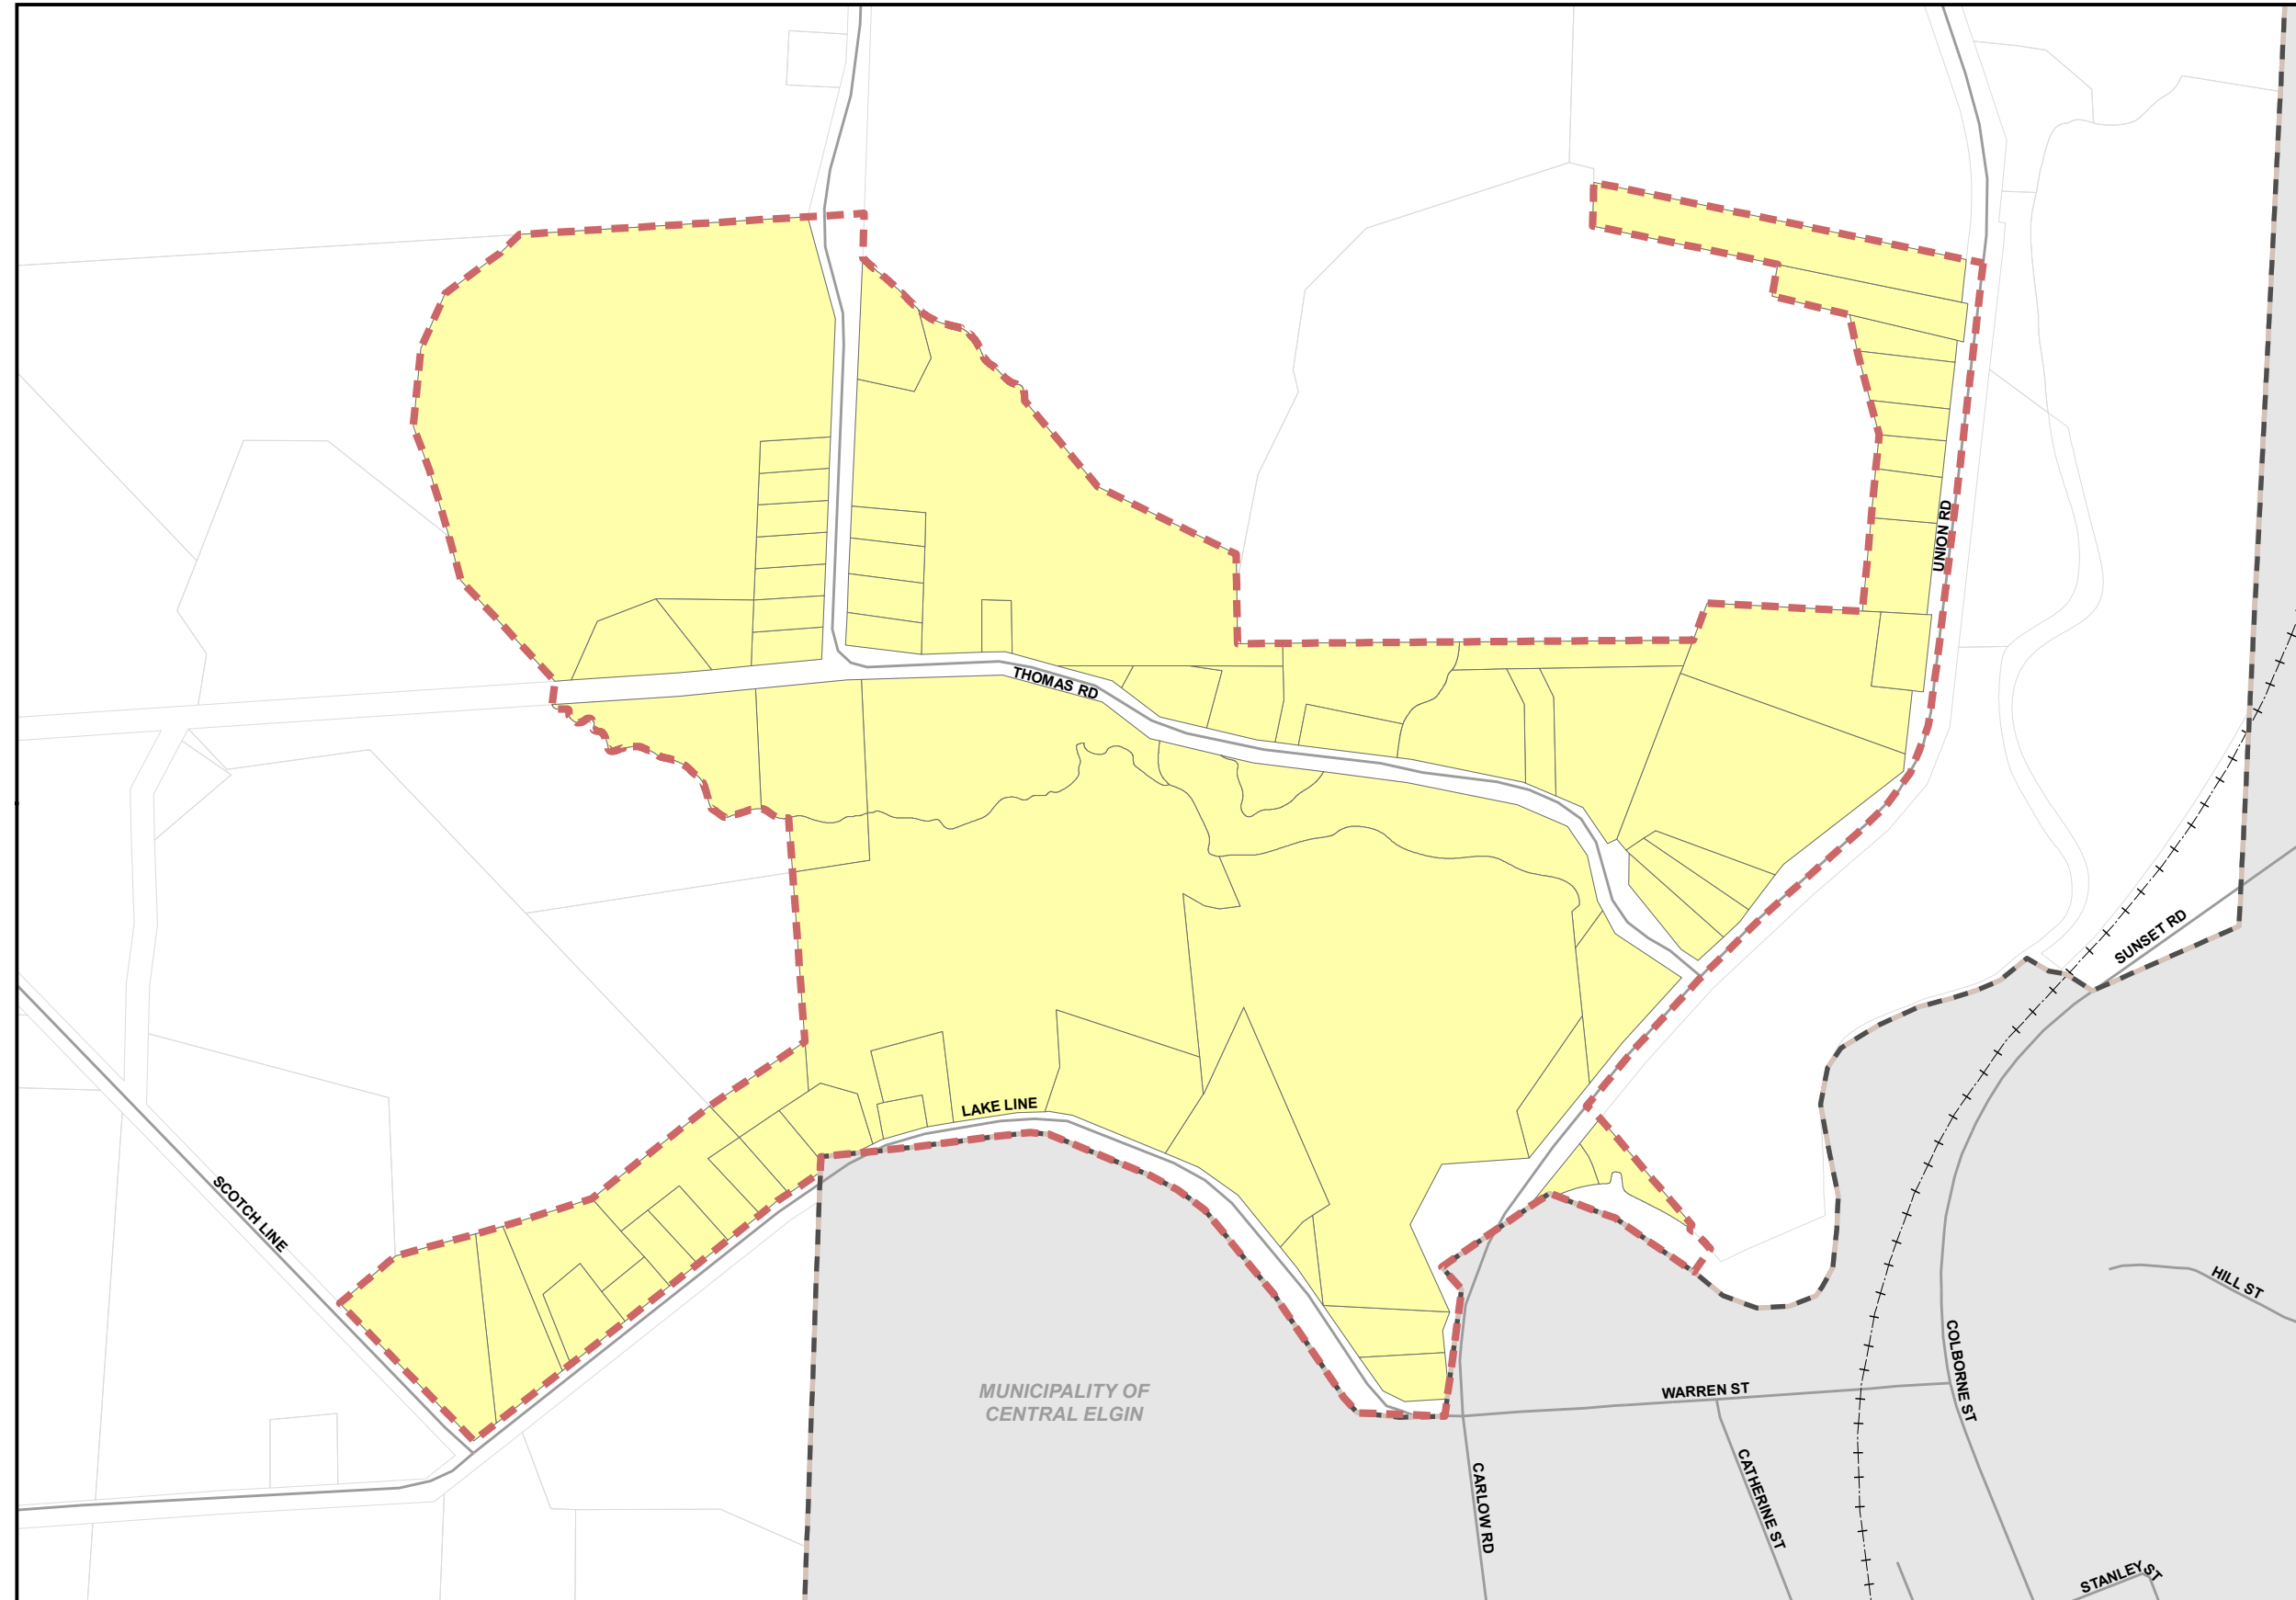 UNION RD
THOMAS RD
SUNSET RD
LAKE LINE
SCOTCH LINE
HILL ST
COLBORNE ST
MUNICIPALITY OF
CENTRAL ELGIN
WARREN ST
CATHERINE ST
CARLOW RD
STANLEY ST